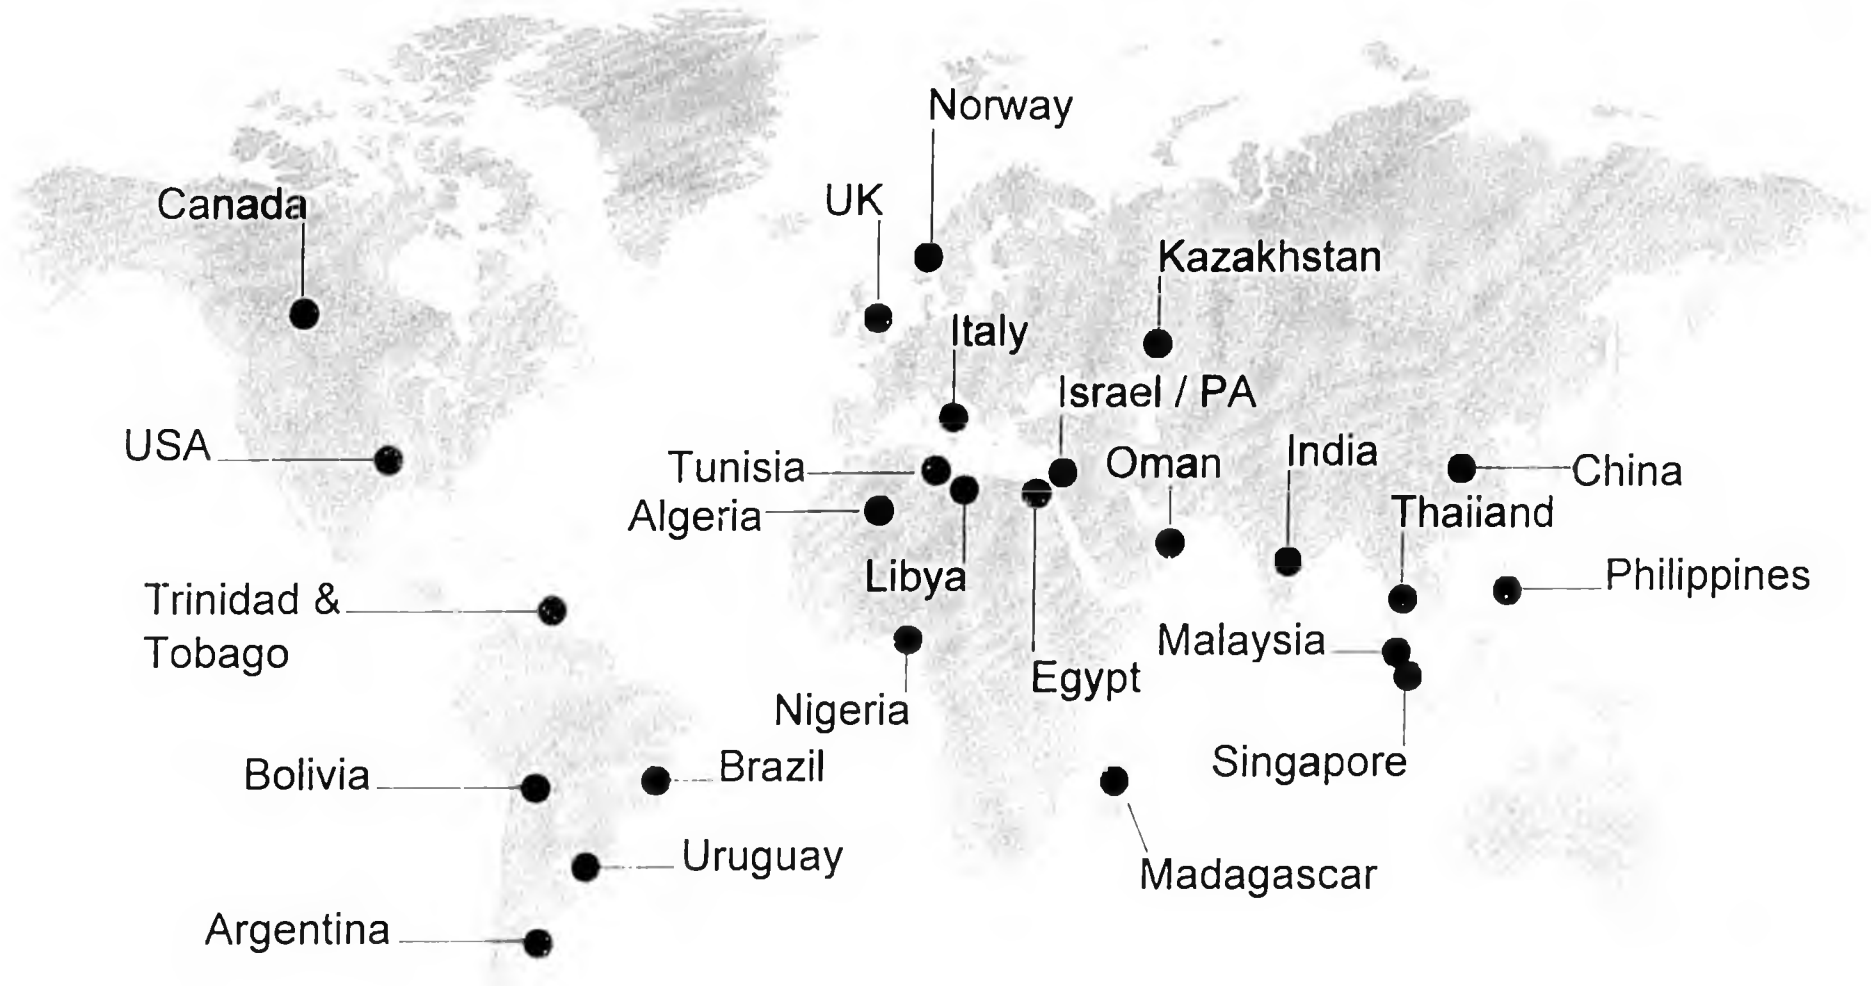 Norway
UK
Canada
Kazakhstan
Italy
Israel / PA
USA
Tunisia
Oman
India
China
Algeria
Thaiiand
Libya
Philippines
Trinidad &
Tobago
Malaysia
Egypt
Nigeria
Singapore
Bolivia
Brazil
Uruguay
Madagascar
Argentina